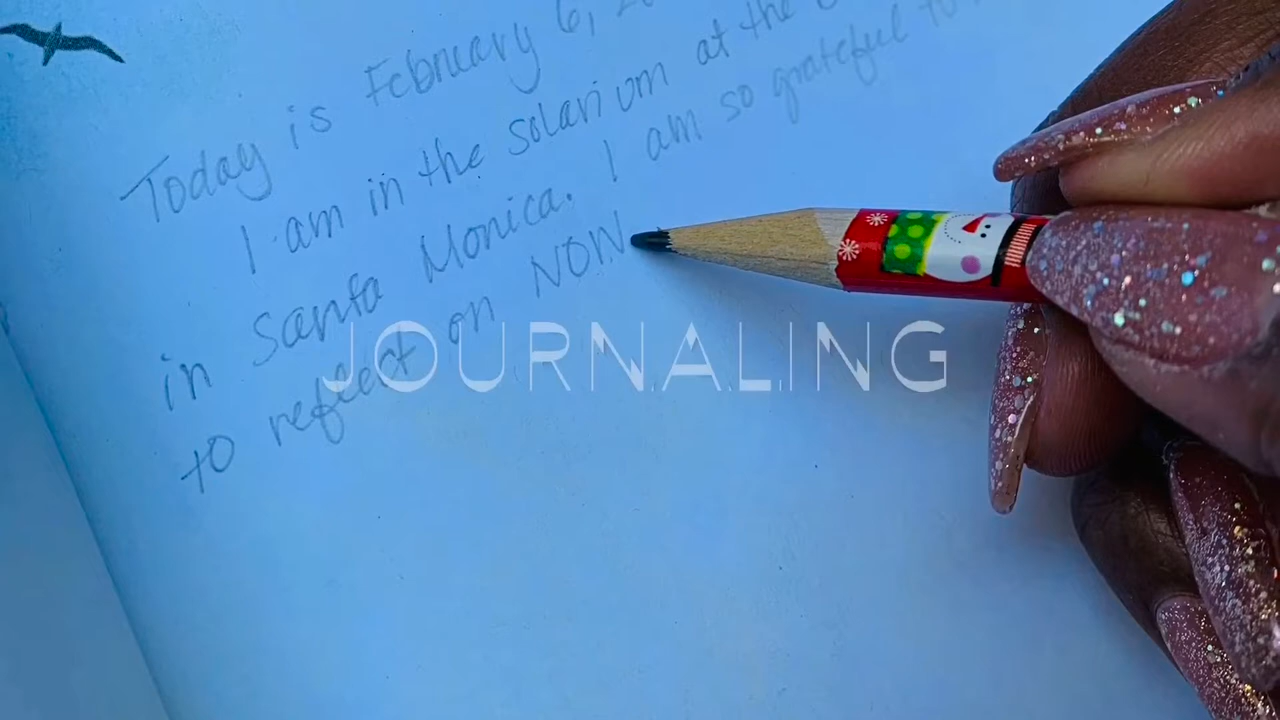 Today is February 6, 20
I am in the solarium at the
in Santa Monica. I am so grateful to
to reflect on NOW
JOURNALING